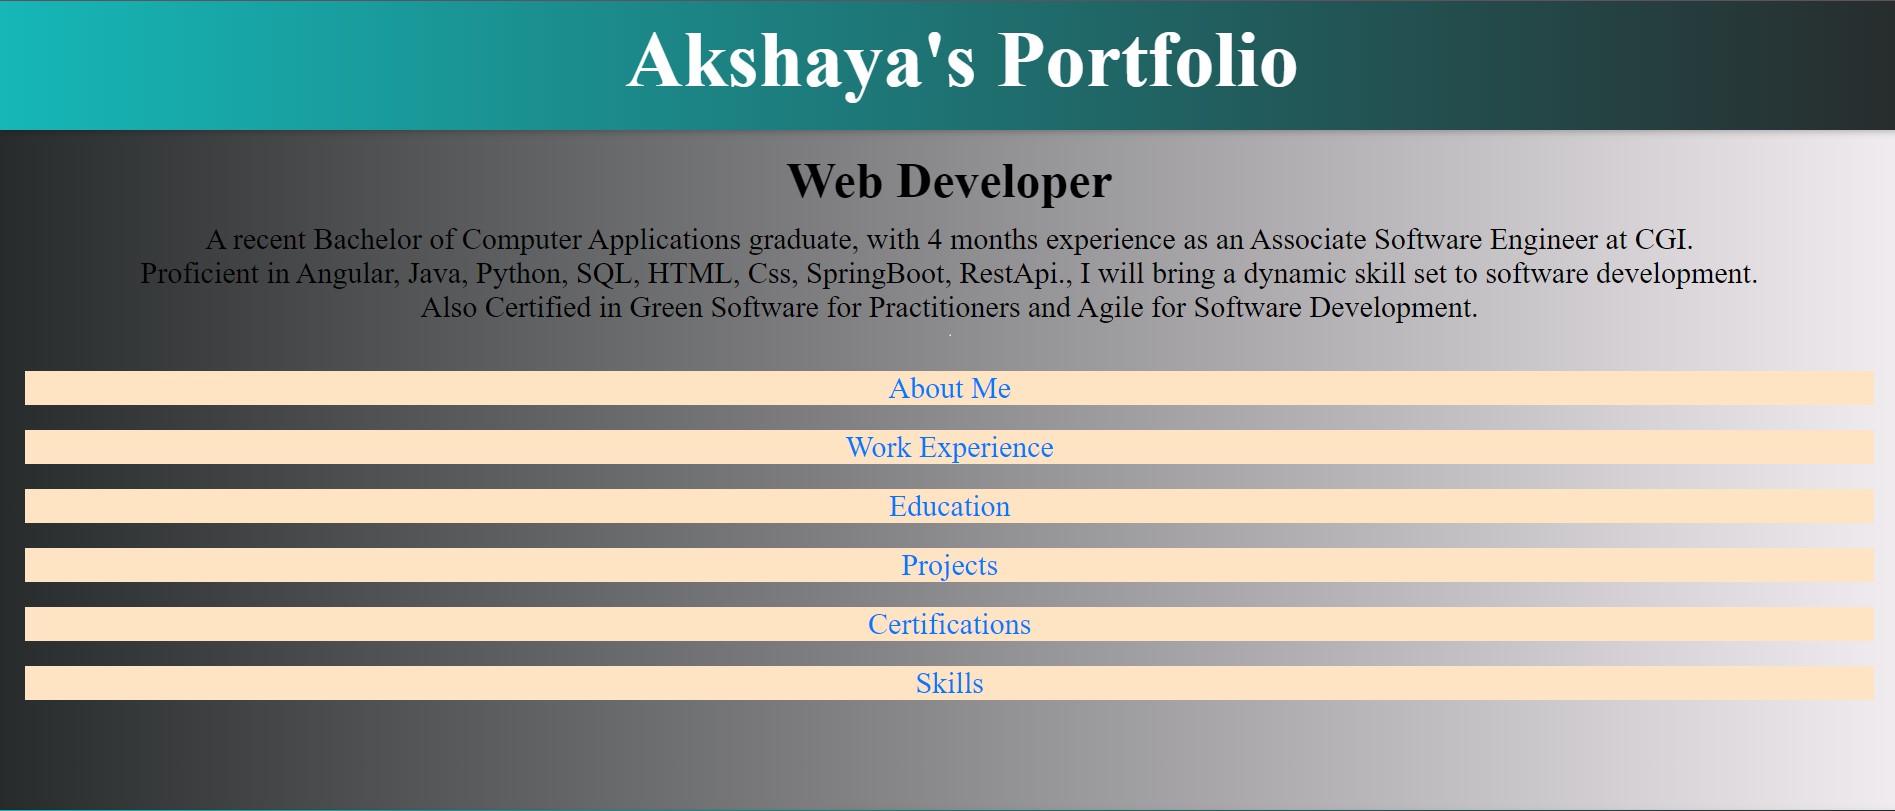 Akshaya's Portfolio
Web Developer
A recent Bachelor of Computer Applications graduate, with 4 months experience as an Associate Software Engineer at CGI.
Proficient in Angular, Java, Python, SQL, HTML, Css, SpringBoot, RestApi., I will bring a dynamic skill set to software development.
Also Certified in Green Software for Practitioners and Agile for Software Development.
About Me
Work Experience
Education
Projects
Certifications
Skills